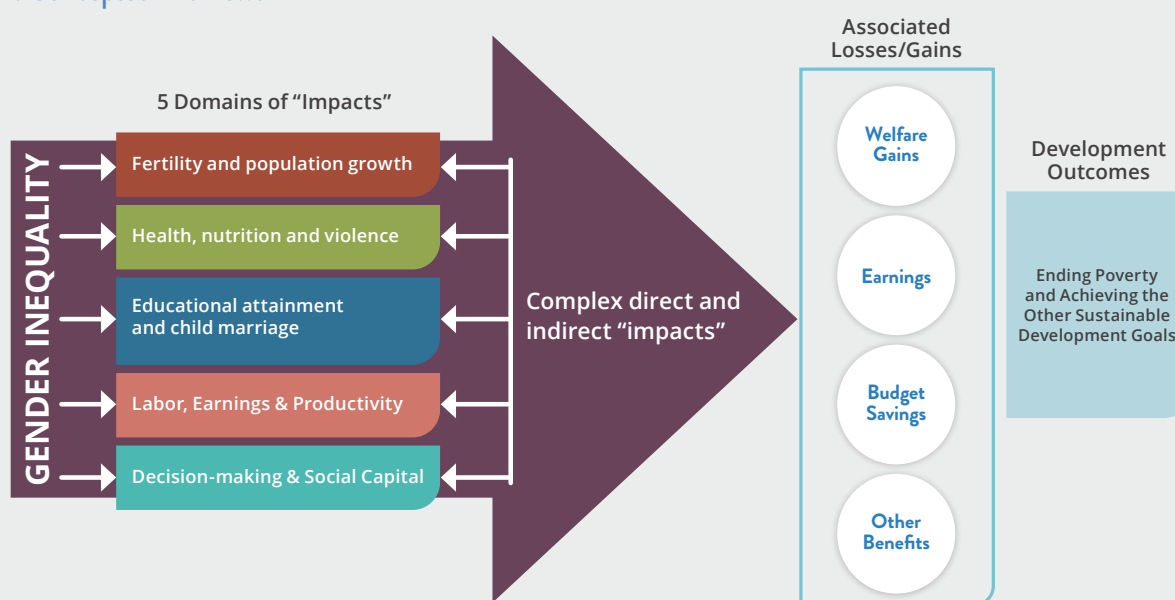 5 Domains of “Impacts”
GENDER INEQUALITY
Fertility and population growth
Health, nutrition and violence
Educational attainment
and child marriage
Labor, Earnings & Productivity
Decision-making & Social Capital
Complex direct and
indirect “impacts”
Associated
Losses/Gains
Welfare
Gains
Earnings
Budget
Savings
Other
Benefits
Development
Outcomes
Ending Poverty
and Achieving the
Other Sustainable
Development Goals